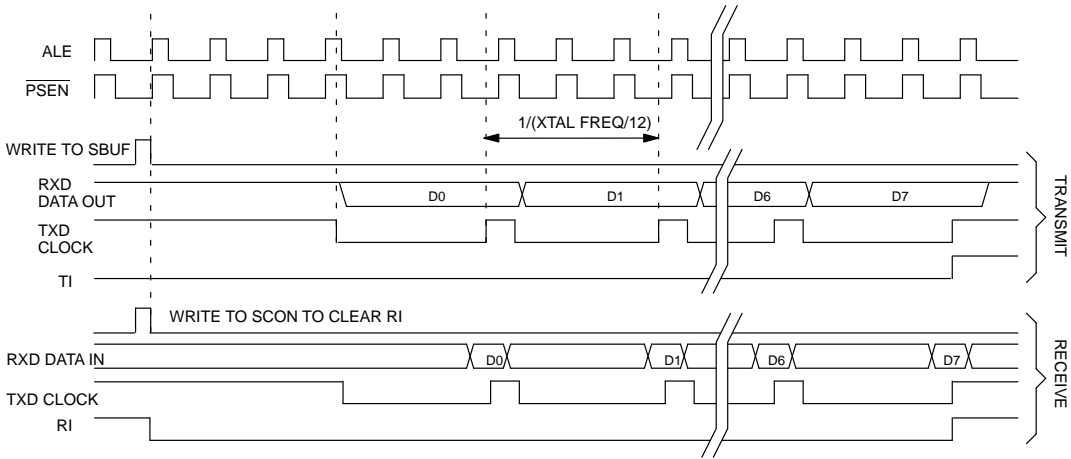 ALE
PSEN
1/(XTAL FREQ/12)
WRITE TO SBUF
RXD
DATA OUT
D0
D1
D6
D7
TXD
CLOCK
TI
TRANSMIT
WRITE TO SCON TO CLEAR RI
RXD DATA IN
D0
D1
D6
D7
TXD CLOCK
RI
RECEIVE